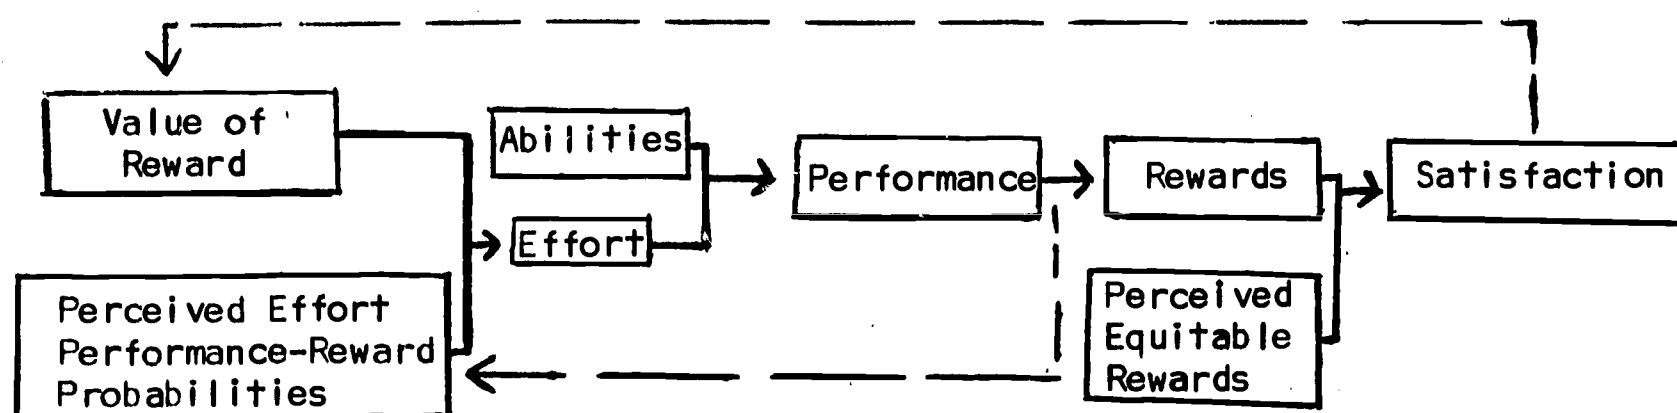 Value of
Reward
Abilities
Effort
Perceived Effort
Performance-Reward
Probabilities
Performance
Rewards
Perceived
Equitable
Rewards
Satisfaction